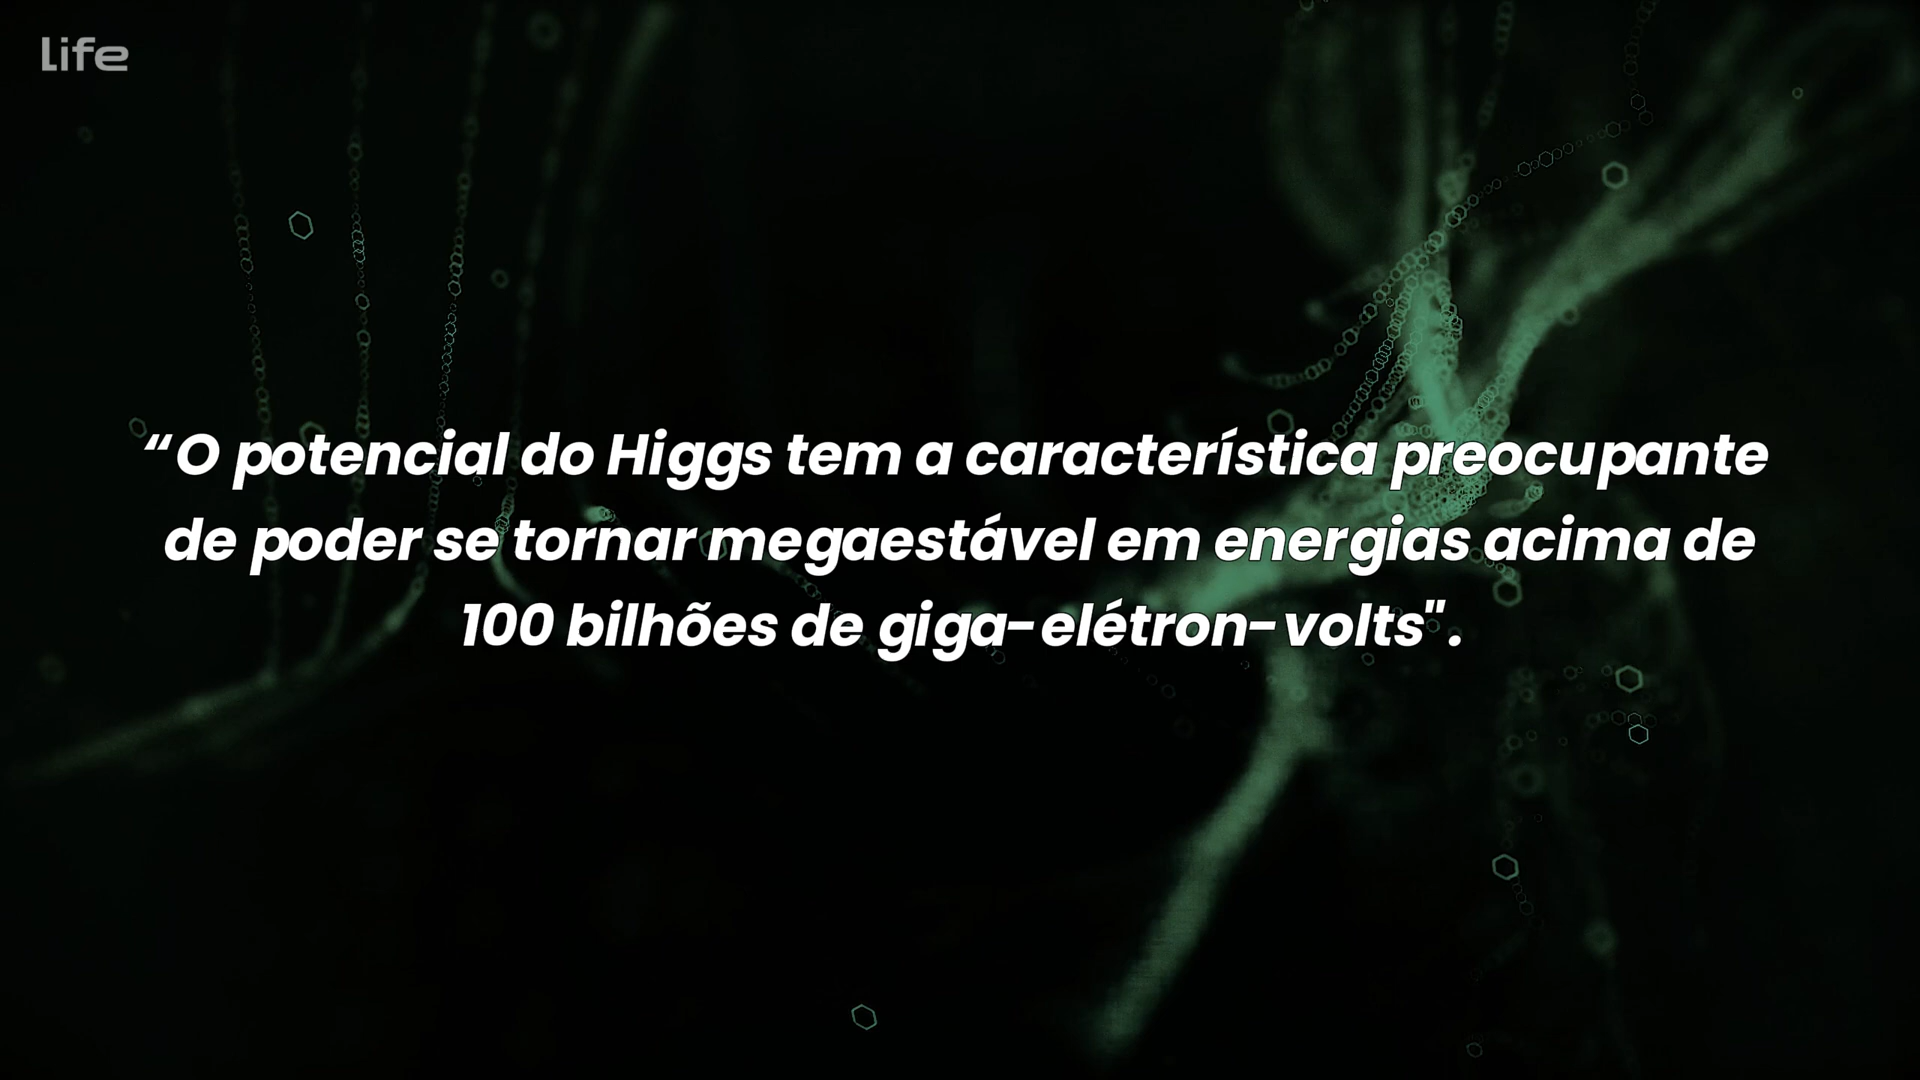 life
“O potencial do Higgs tem a característica preocupante
de poder se tornar megaestável em energias acima de
100 bilhões de giga-elétron-volts".